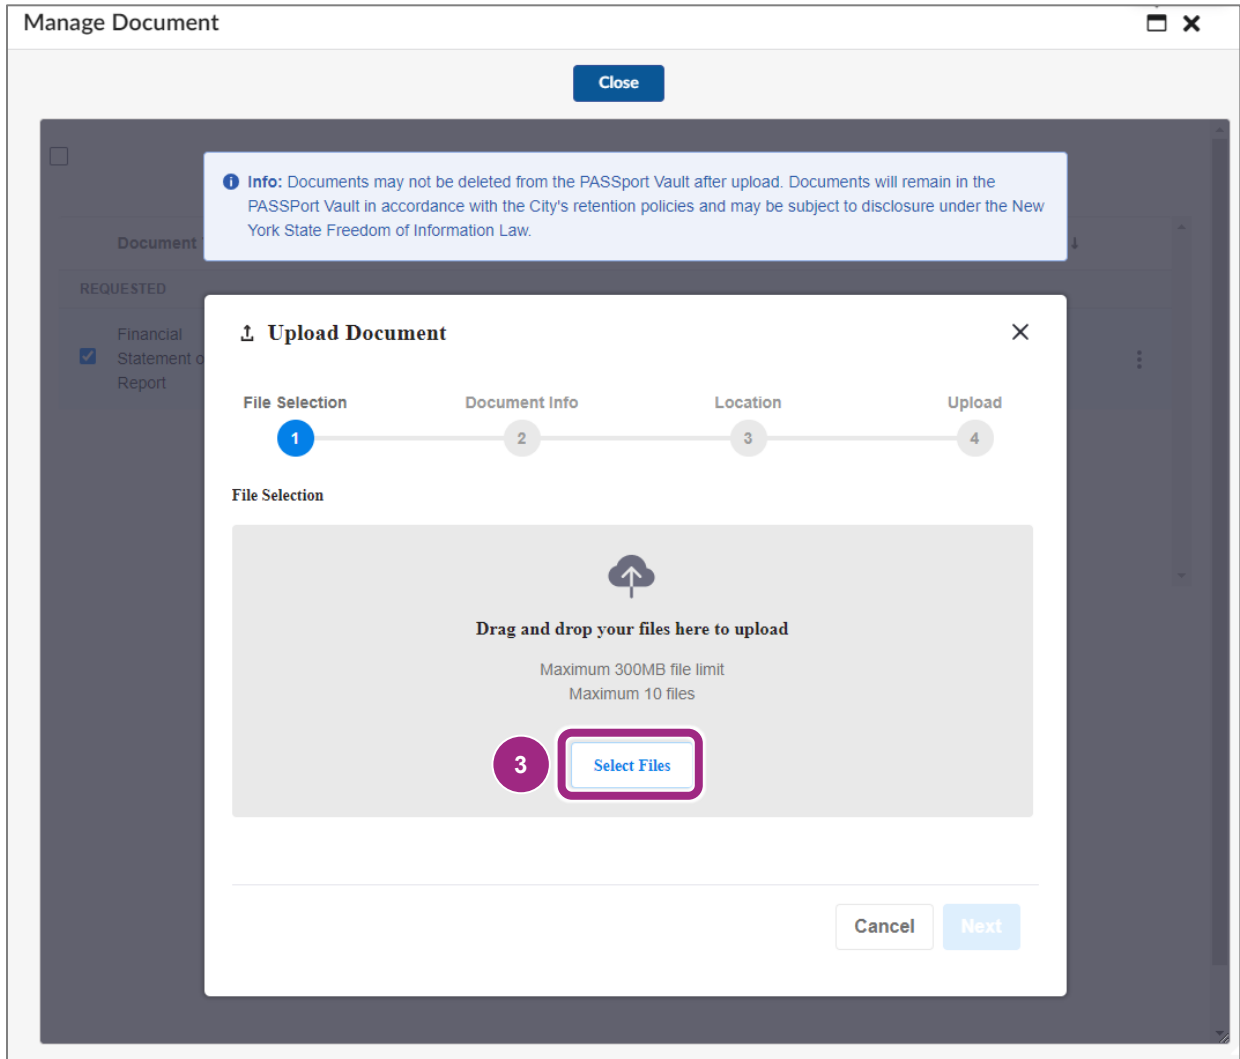 Manage Document
Close
Info: Documents may not be deleted from the PASSport Vault after upload. Documents will remain in the
PASSPort Vault in accordance with the City's retention policies and may be subject to disclosure under the New
York State Freedom of Information Law.
Document
REQUESTED
Financial
Statement o
Report
Upload Document
File Selection
Document Info
Location
Upload
1
2
3
4
File Selection
Drag and drop your files here to upload
Maximum 300MB file limit
Maximum 10 files
3
Select Files
Cancel
Next